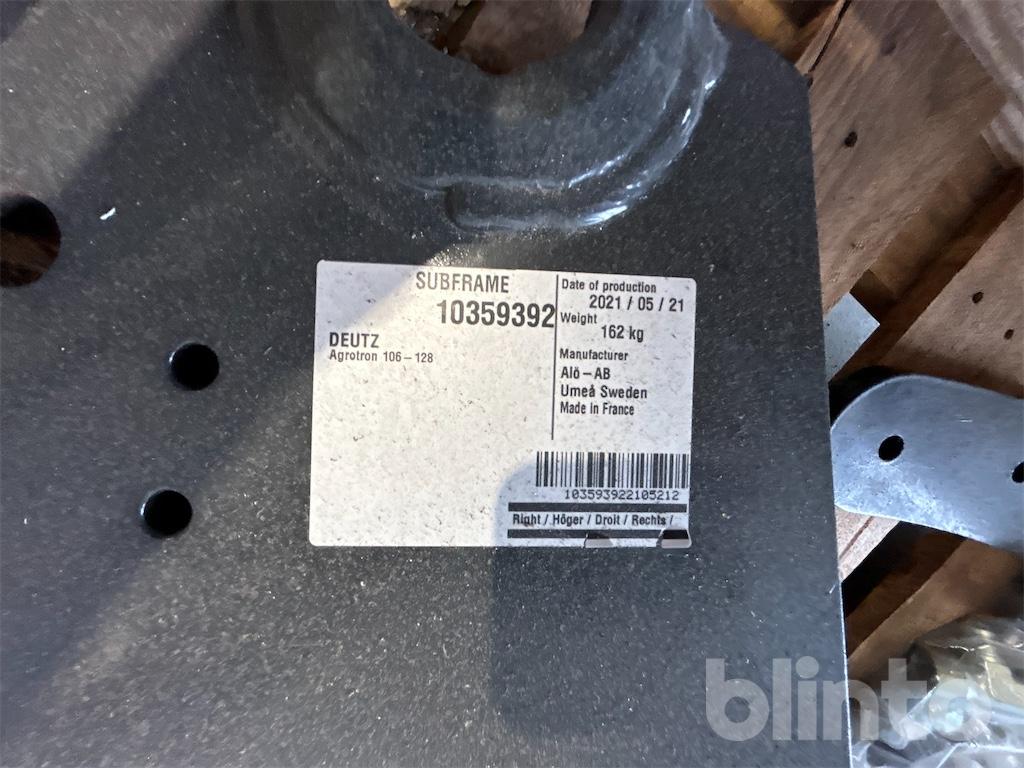 SUBFRAME
10359392
DEUTZ
Agrotron 106-128
Date of production
2021 / 05 / 21
Weight
162 kg
Manufacturer
Alö-AB
Umeå Sweden
Made in France
103593922105212
Right / Höger / Droit / Rechts /
blinto